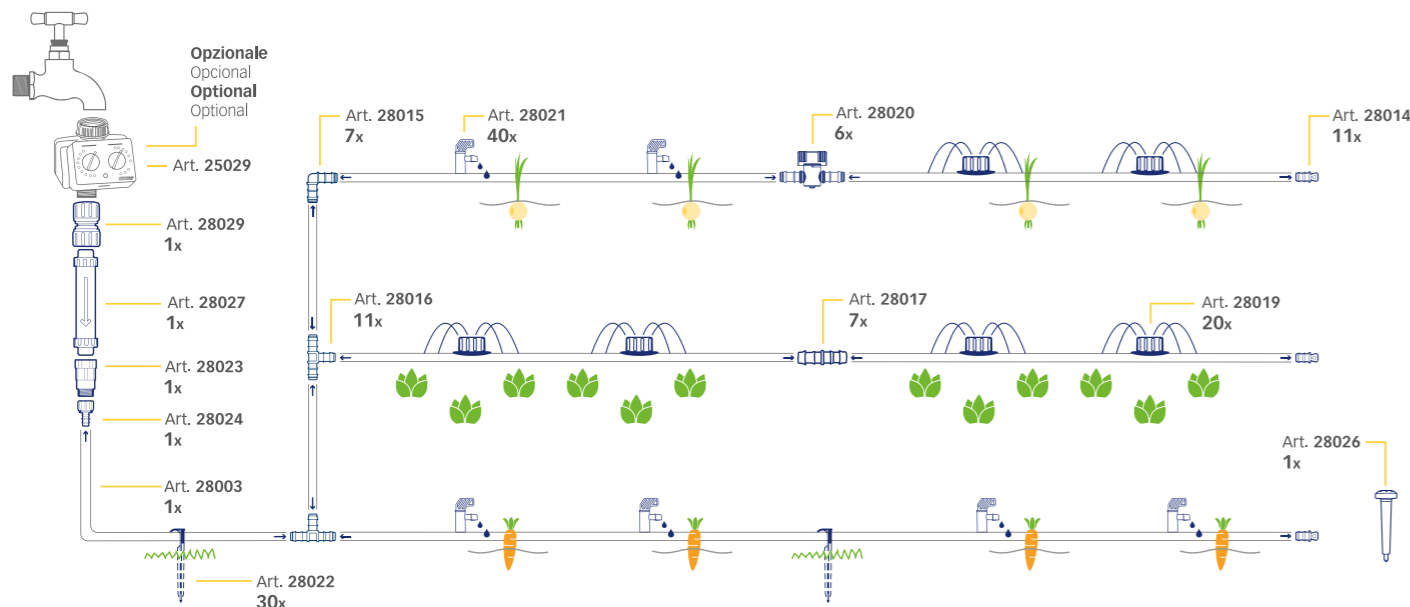 Opzionale
Opcional
Optional
Optional
Art. 25029
Art. 28029
1x
Art. 28027
1x
Art. 28023
1x
Art. 28024
1x
Art. 28003
1x
Art. 28022
30x
Art. 28015
7x
Art. 28021
40x
Art. 28020
6x
Art. 28014
11x
Art. 28016
11x
Art. 28017
7x
Art. 28019
20x
Art. 28026
1x